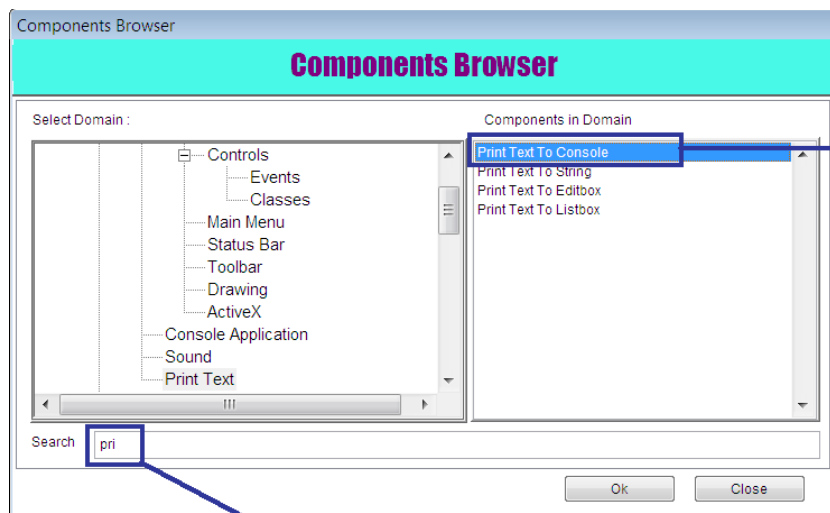 Components Browser
Components Browser
Select Domain :
Components in Domain
Controls
Events
Classes
Main Menu
Status Bar
Toolbar
Drawing
ActiveX
Console Application
Sound
Print Text
Print Text To Console
Print Text To String
Print Text To Editbox
Print Text To Listbox
Search
pri
Ok
Close